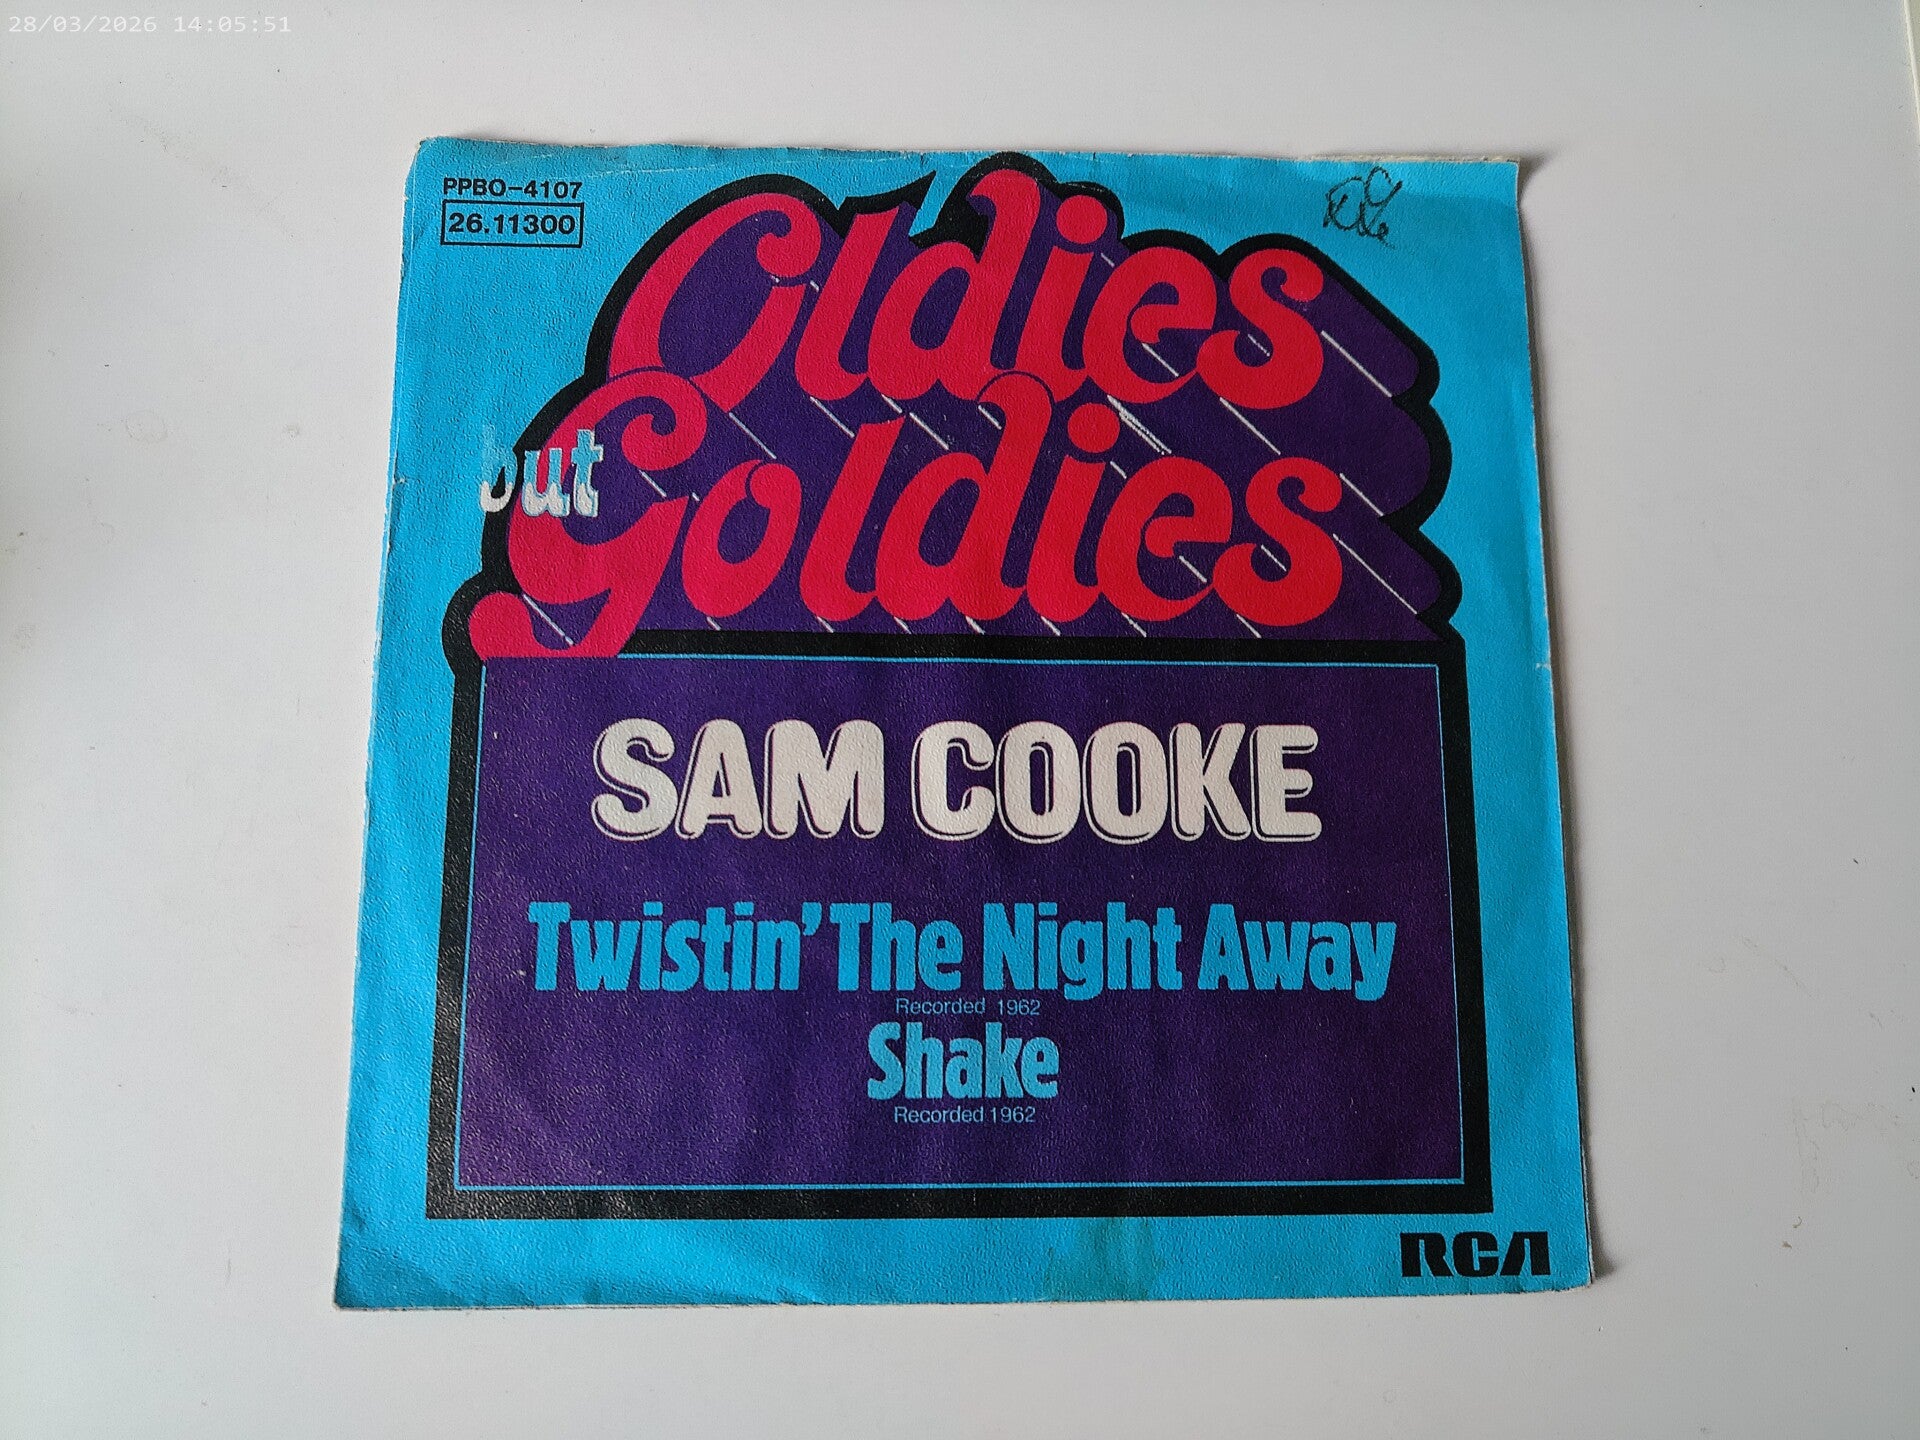 28/03/2026 14:05:51
PPBO-4107
26.11300
Oldies
but
Goldies
SAM COOKE
Twistin' The Night Away
Recorded 1962
Shake
Recorded 1962
RCA